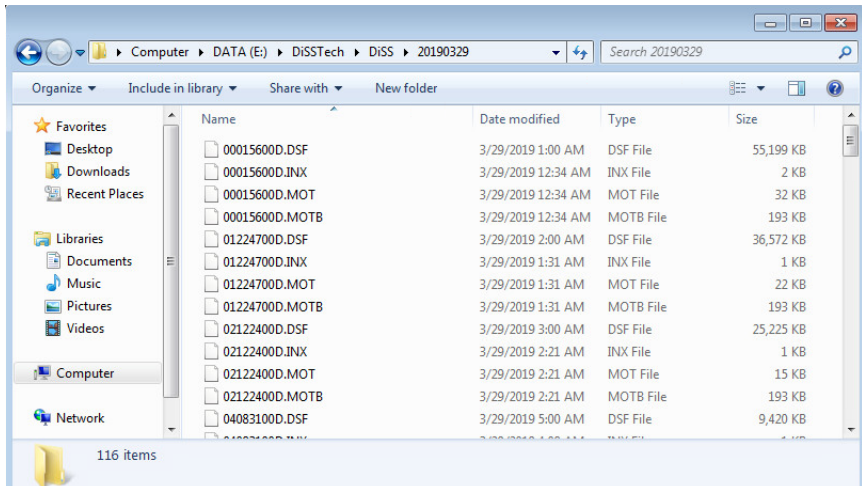 Computer ▸ DATA (E:) ▸ DiSSTech ▸ DiSS ▸ 20190329
Search 20190329
Organize Include in library Share with New folder
Favorites
Desktop
Downloads
Recent Places
Libraries
Documents
Music
Pictures
Videos
Computer
Network
Name Date modified Type Size
00015600D.DSF 3/29/2019 1:00 AM DSF File 55,199 KB
00015600D.INX 3/29/2019 12:34 AM INX File 2 KB
00015600D.MOT 3/29/2019 12:34 AM MOT File 32 KB
00015600D.MOTB 3/29/2019 12:34 AM MOTB File 193 KB
01224700D.DSF 3/29/2019 2:00 AM DSF File 36,572 KB
01224700D.INX 3/29/2019 1:31 AM INX File 1 KB
01224700D.MOT 3/29/2019 1:31 AM MOT File 22 KB
01224700D.MOTB 3/29/2019 1:31 AM MOTB File 193 KB
02122400D.DSF 3/29/2019 3:00 AM DSF File 25,225 KB
02122400D.INX 3/29/2019 2:21 AM INX File 1 KB
02122400D.MOT 3/29/2019 2:21 AM MOT File 15 KB
02122400D.MOTB 3/29/2019 2:21 AM MOTB File 193 KB
04083100D.DSF 3/29/2019 5:00 AM DSF File 9,420 KB
116 items